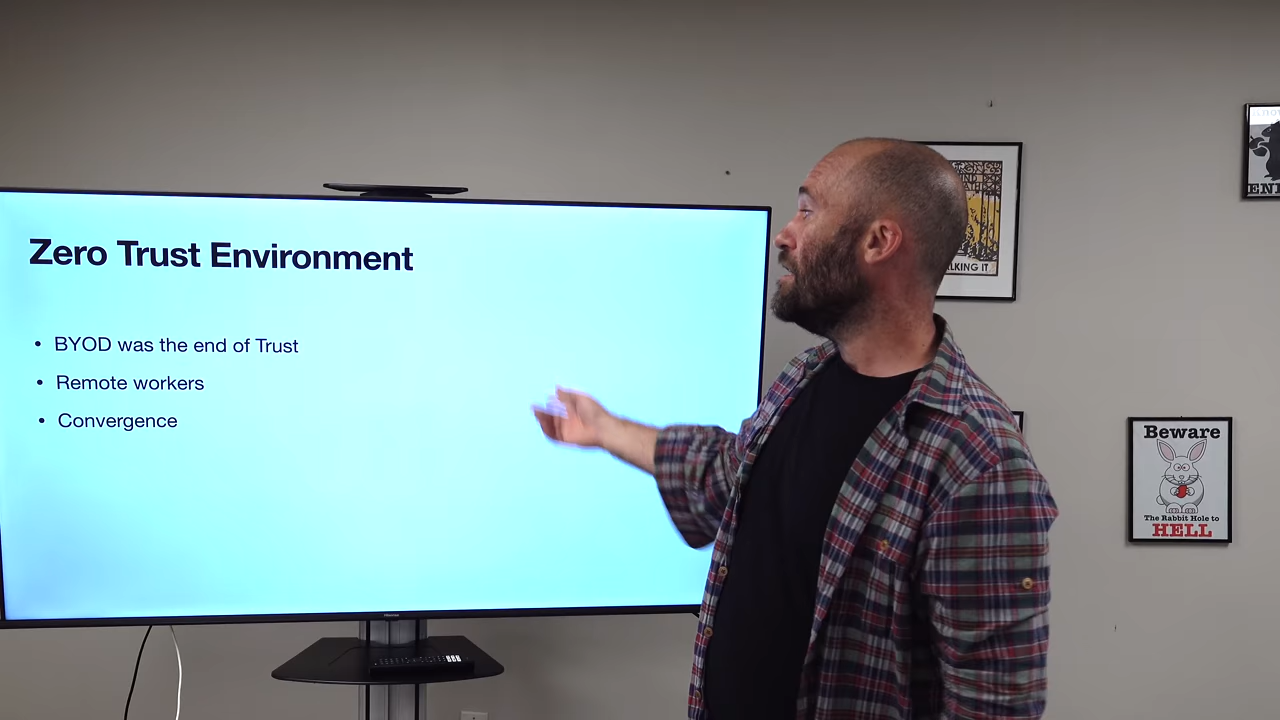 Zero Trust Environment
• BYOD was the end of Trust
• Remote workers
• Convergence
Beware
The Rabbit Hole to
HELL